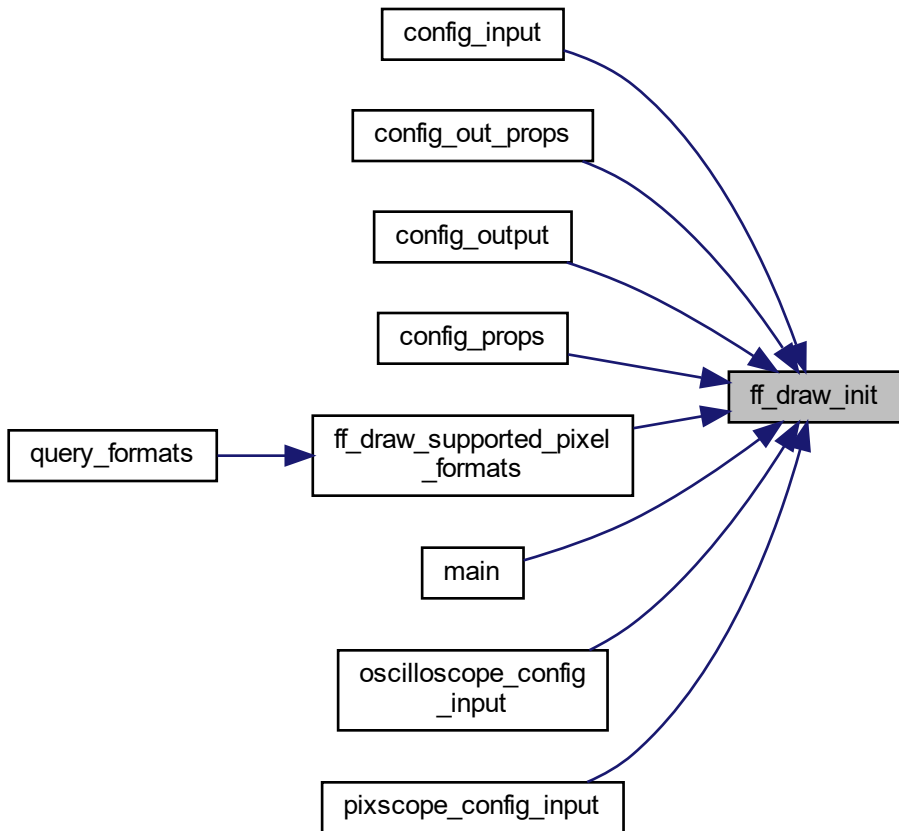 config_input
config_out_props
config_output
config_props
ff_draw_init
query_formats
ff_draw_supported_pixel
_formats
main
oscilloscope_config
_input
pixscope_config_input